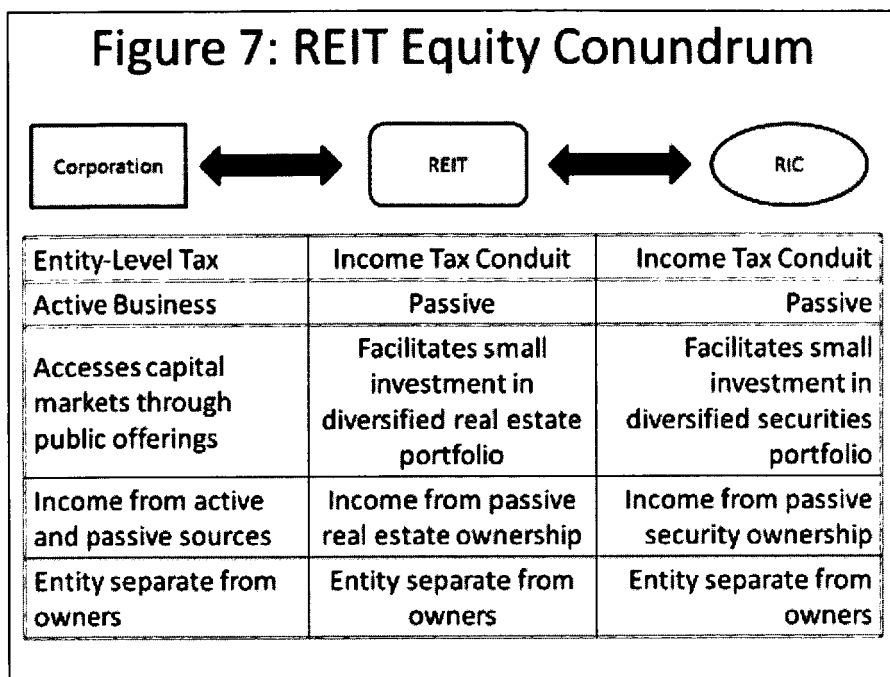 Figure 7: REIT Equity Conundrum
Corporation
REIT
RIC
Entity-Level Tax
Income Tax Conduit
Income Tax Conduit
Active Business
Passive
Passive
Accesses capital
markets through
public offerings
Facilitates small
investment in
diversified real estate
portfolio
Facilitates small
investment in
diversified securities
portfolio
Income from active
and passive sources
Income from passive
real estate ownership
Income from passive
security ownership
Entity separate from
owners
Entity separate from
owners
Entity separate from
owners